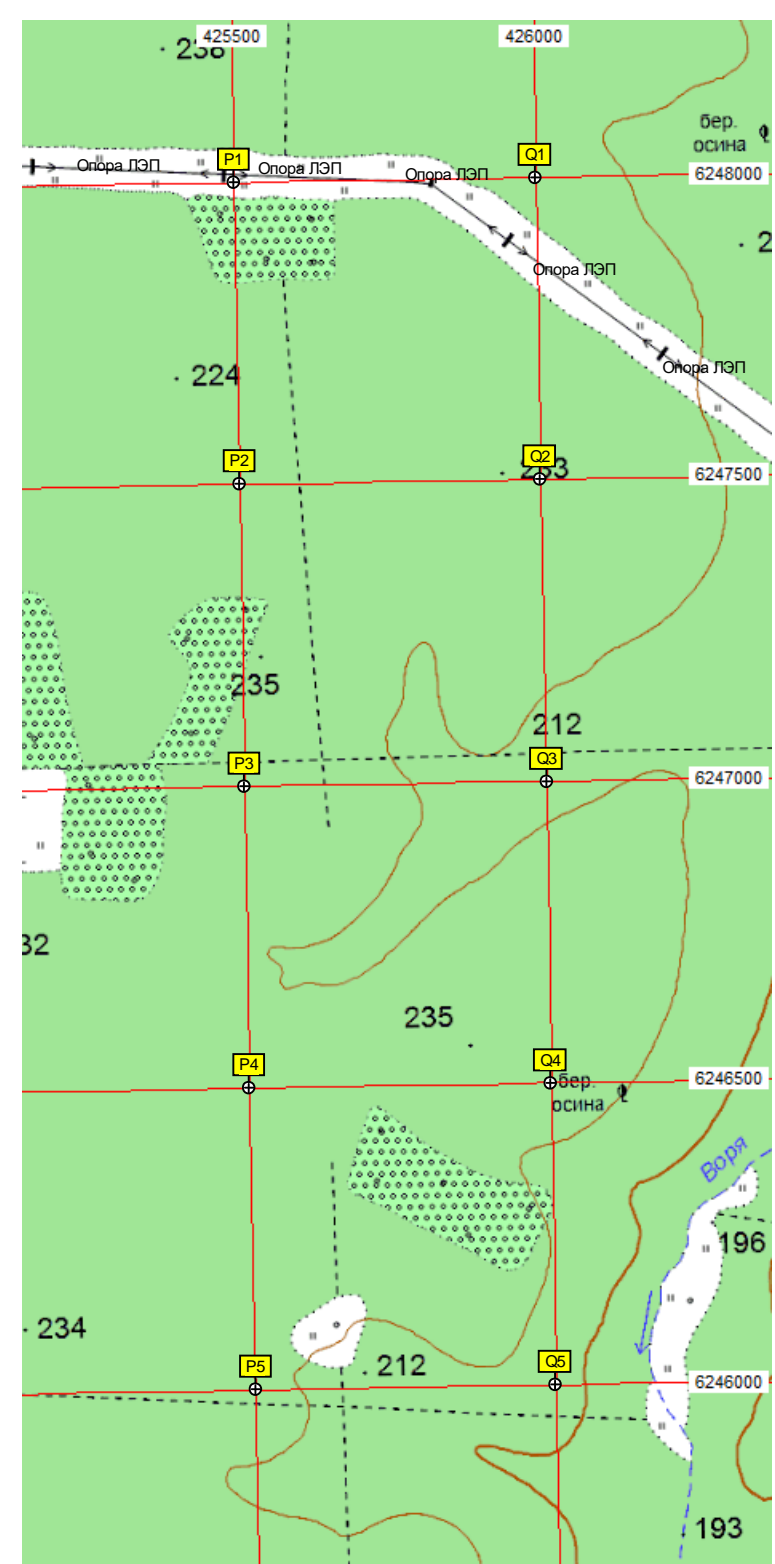 425500
426000
236
бер.
осина
P1
Q1
Опора ЛЭП
Опора ЛЭП
Опора ЛЭП
6248000
2
Опора ЛЭП
224
Опора ЛЭП
P2
Q2
233
6247500
235
212
P3
Q3
6247000
32
235
P4
Q4
6246500
бер.
осина
Воря
196
234
P5
212
Q5
6246000
193